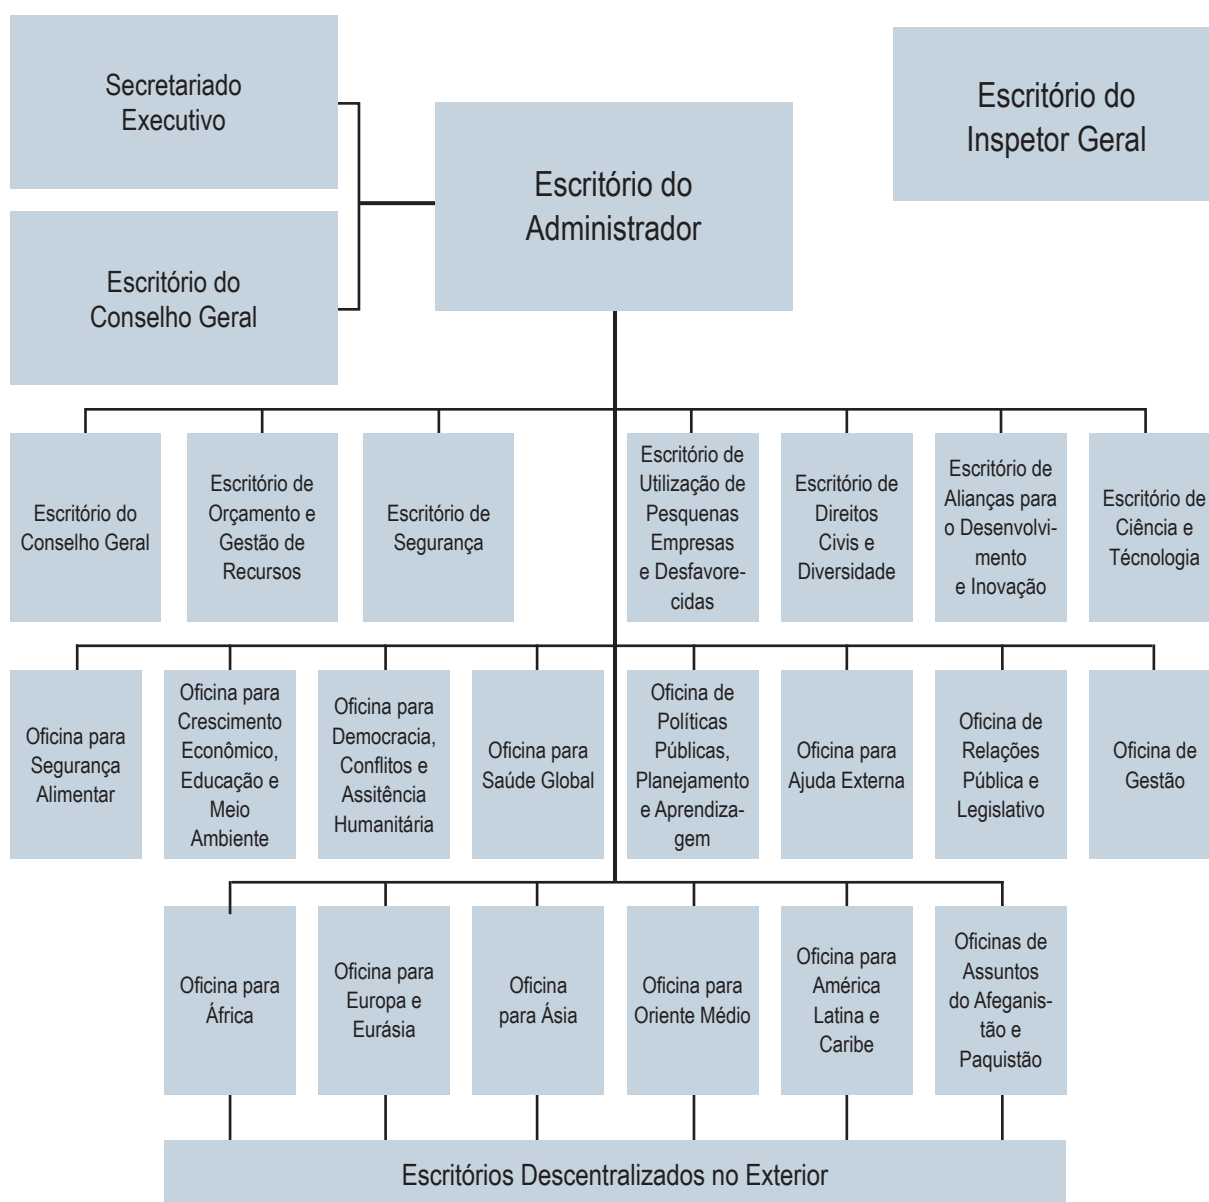 Secretariado
Executivo
Escritório do
Inspetor Geral
Escritório do
Administrador
Escritório do
Conselho Geral
Escritório do
Conselho Geral
Escritório de
Orçamento e
Gestão de
Recursos
Escritório de
Segurança
Escritório de
Utilização de
Pesquenas
Empresas
e Desfavore-
cidas
Escritório de
Direitos
Civis e
Diversidade
Escritório de
Alianças para
o Desenvolvi-
mento
e Inovação
Escritório de
Ciência e
Técnologia
Oficina para
Segurança
Alimentar
Oficina para
Crescimento
Econômico,
Educação e
Meio
Ambiente
Oficina para
Democracia,
Conflitos e
Assitência
Humanitária
Oficina para
Saúde Global
Oficina de
Políticas
Públicas,
Planejamento
e Aprendiza-
gem
Oficina para
Ajuda Externa
Oficina de
Relações
Pública e
Legislativo
Oficina de
Gestão
Oficina para
África
Oficina para
Europa e
Eurásia
Oficina
para Ásia
Oficina para
Oriente Médio
Oficina para
América
Latina e
Caribe
Oficinas de
Assuntos
do Afeganis-
tão e
Paquistão
Escritórios Descentralizados no Exterior